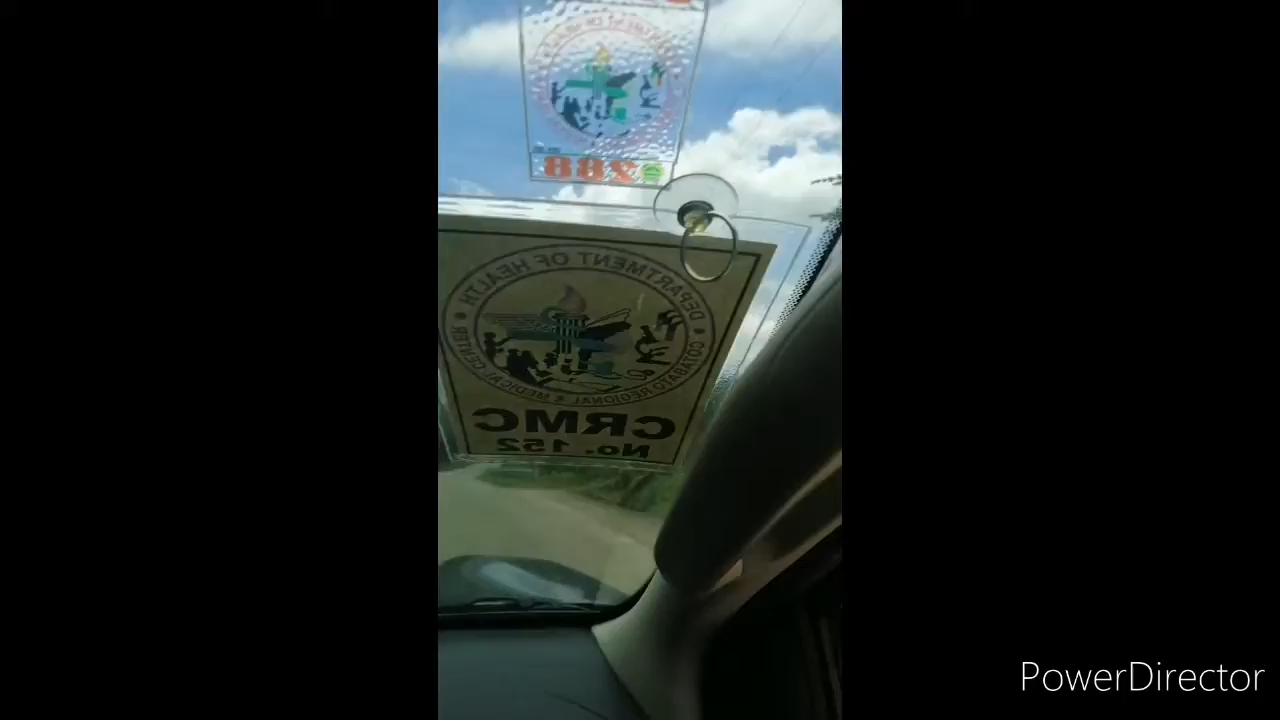 288
DEPARTMENT OF HEALTH
COTABATO REGIONAL & MEDICAL CENTER
CRMC
No. 152
PowerDirector